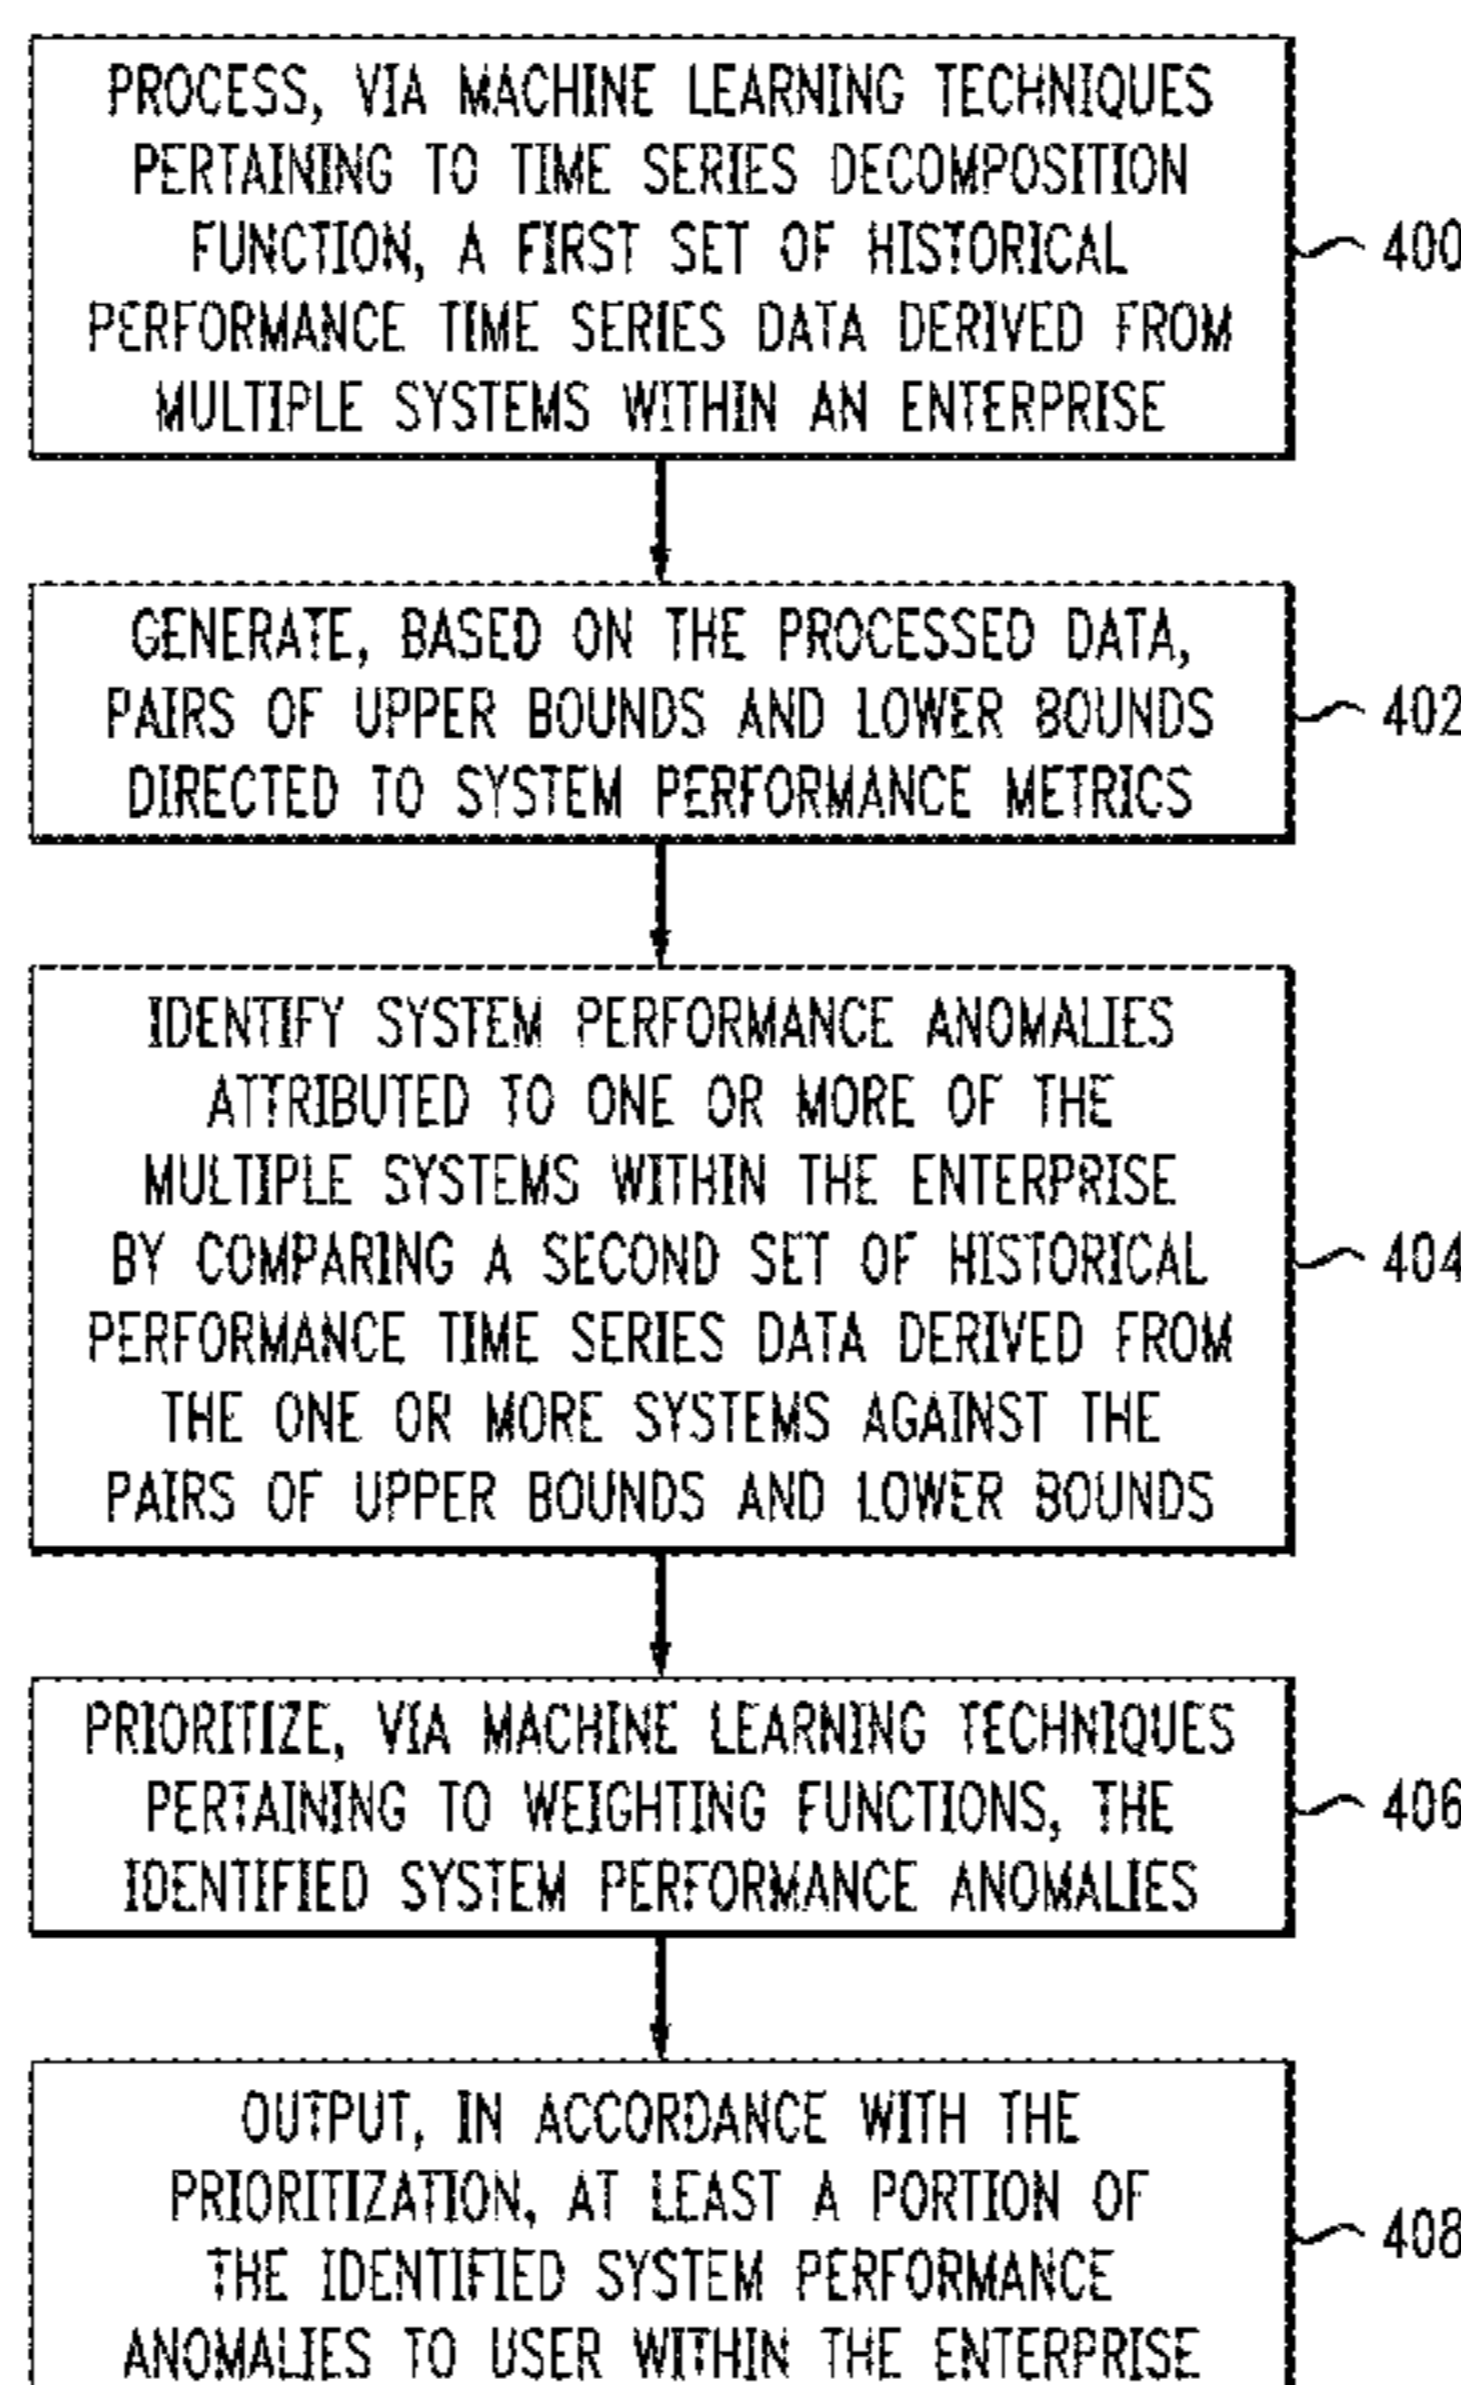 PROCESS, VIA MACHINE LEARNING TECHNIQUES
PERTAINING TO TIME SERIES DECOMPOSITION
FUNCTION, A FIRST SET OF HISTORICAL
PERFORMANCE TIME SERIES DATA DERIVED FROM
MULTIPLE SYSTEMS WITHIN AN ENTERPRISE
400
GENERATE, BASED ON THE PROCESSED DATA,
PAIRS OF UPPER BOUNDS AND LOWER BOUNDS
DIRECTED TO SYSTEM PERFORMANCE METRICS
402
IDENTIFY SYSTEM PERFORMANCE ANOMALIES
ATTRIBUTED TO ONE OR MORE OF THE
MULTIPLE SYSTEMS WITHIN THE ENTERPRISE
BY COMPARING A SECOND SET OF HISTORICAL
PERFORMANCE TIME SERIES DATA DERIVED FROM
THE ONE OR MORE SYSTEMS AGAINST THE
PAIRS OF UPPER BOUNDS AND LOWER BOUNDS
404
PRIORITIZE, VIA MACHINE LEARNING TECHNIQUES
PERTAINING TO WEIGHTING FUNCTIONS, THE
IDENTIFIED SYSTEM PERFORMANCE ANOMALIES
406
OUTPUT, IN ACCORDANCE WITH THE
PRIORITIZATION, AT LEAST A PORTION OF
THE IDENTIFIED SYSTEM PERFORMANCE
ANOMALIES TO USER WITHIN THE ENTERPRISE
408